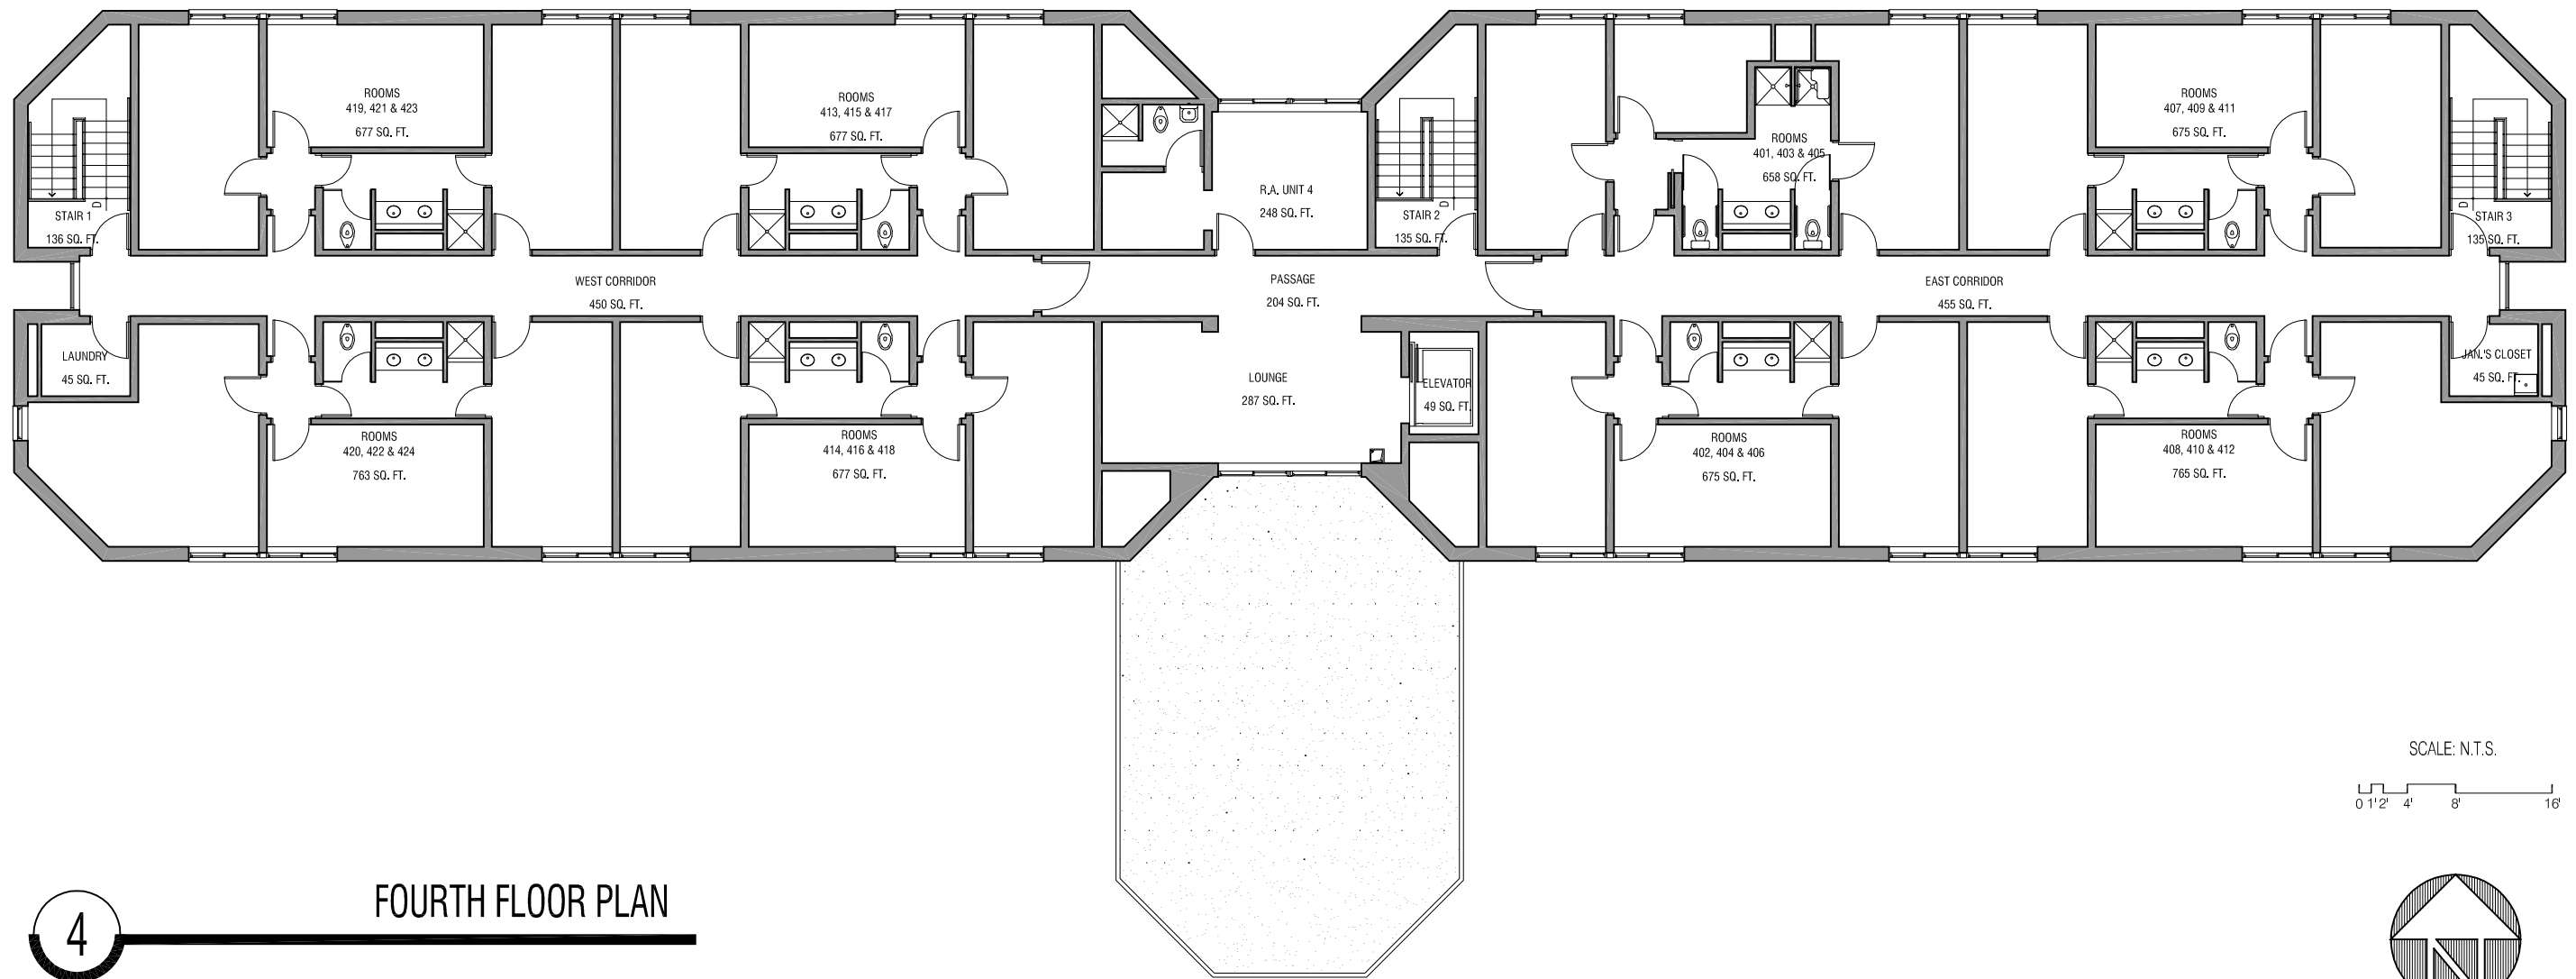 ROOMS
419, 421 & 423
677 SQ. FT.
ROOMS
413, 415 & 417
677 SQ. FT.
ROOMS
401, 403 & 405
658 SQ. FT.
ROOMS
407, 409 & 411
675 SQ. FT.
STAIR 1
136 SQ. FT.
D
R.A. UNIT 4
248 SQ. FT.
STAIR 2
135 SQ. FT.
D
STAIR 3
135 SQ. FT.
D
WEST CORRIDOR
450 SQ. FT.
PASSAGE
204 SQ. FT.
EAST CORRIDOR
455 SQ. FT.
LAUNDRY
45 SQ. FT.
LOUNGE
287 SQ. FT.
ELEVATOR
49 SQ. FT.
JAN.'S CLOSET
45 SQ. FT.
ROOMS
420, 422 & 424
763 SQ. FT.
ROOMS
414, 416 & 418
677 SQ. FT.
ROOMS
402, 404 & 406
675 SQ. FT.
ROOMS
408, 410 & 412
765 SQ. FT.
SCALE: N.T.S.
0 1' 2' 4' 8' 16'
4
FOURTH FLOOR PLAN
N